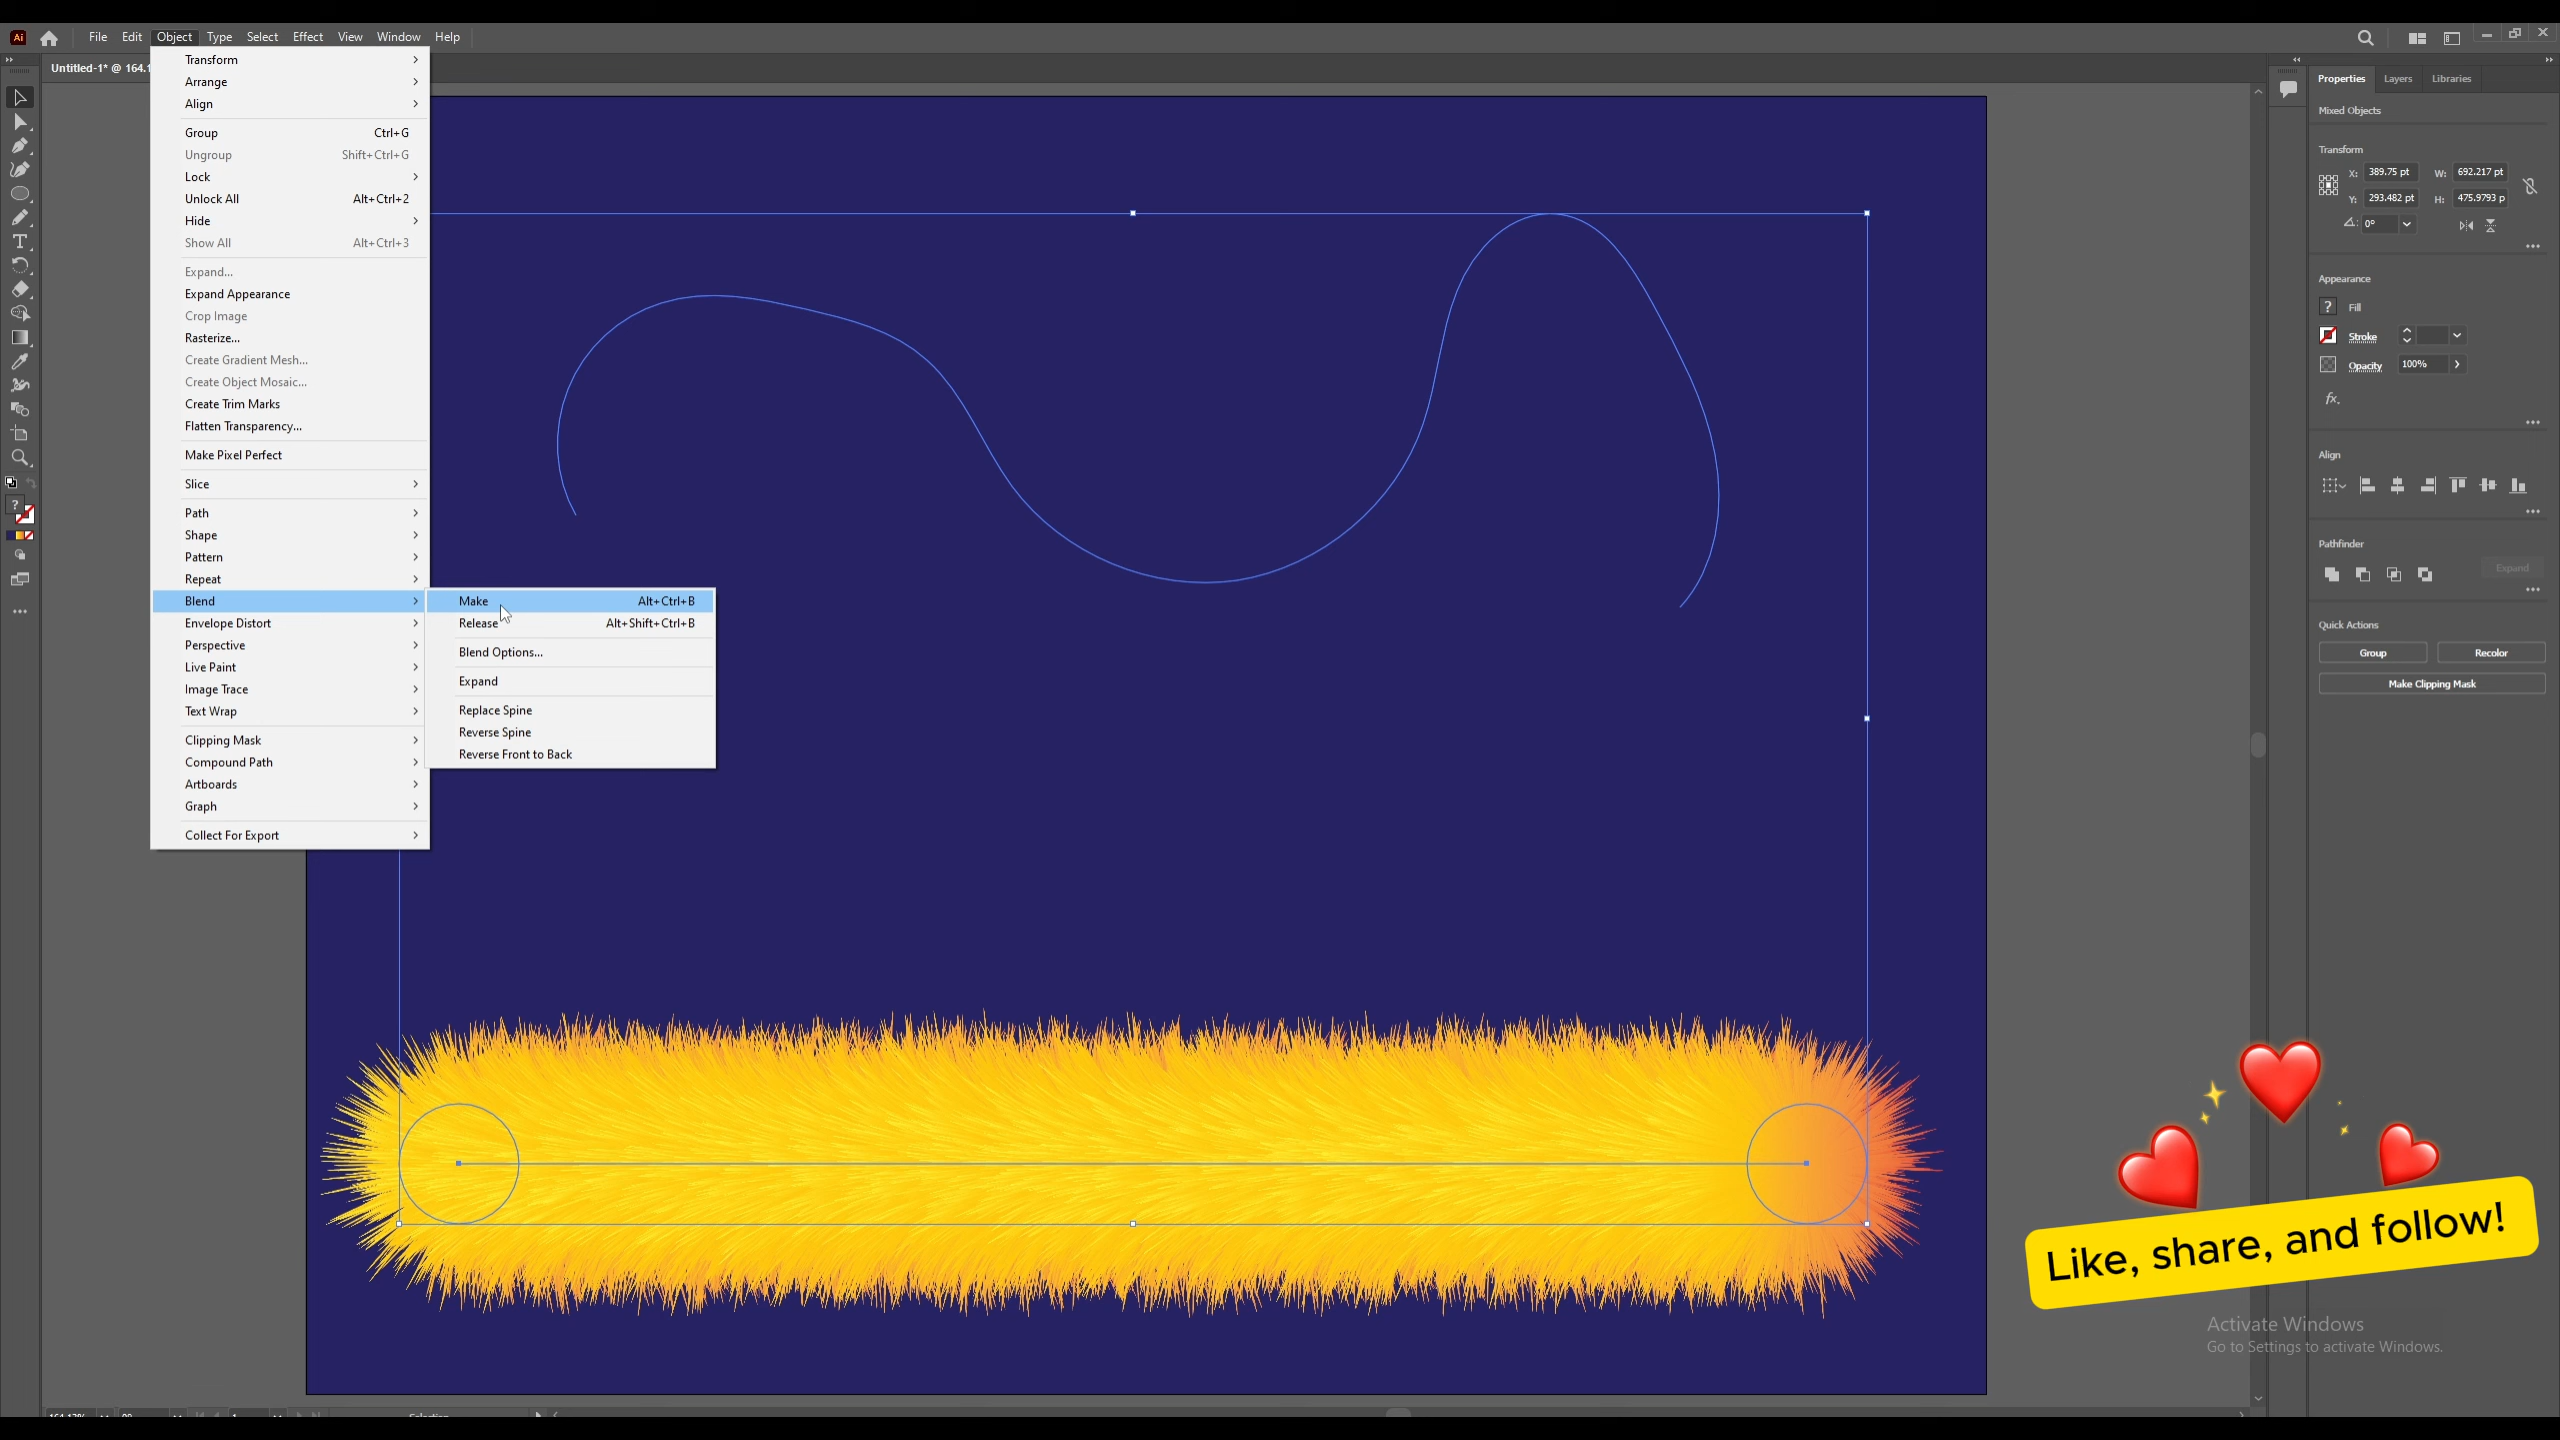 Ai File Edit Object Type Select Effect View Window Help
Untitled-1* @ 164.1
Transform
Arrange
Align
Group Ctrl+G
Ungroup Shift+Ctrl+G
Lock
Unlock All Alt+Ctrl+2
Hide
Show All Alt+Ctrl+3
Expand...
Expand Appearance
Crop Image
Rasterize...
Create Gradient Mesh...
Create Object Mosaic...
Create Trim Marks
Flatten Transparency...
Make Pixel Perfect
Slice
Path
Shape
Pattern
Repeat
Blend
Envelope Distort
Perspective
Live Paint
Image Trace
Text Wrap
Clipping Mask
Compound Path
Artboards
Graph
Collect For Export
Make Alt+Ctrl+B
Release Alt+Shift+Ctrl+B
Blend Options...
Expand
Replace Spine
Reverse Spine
Reverse Front to Back
Properties Layers Libraries
Mixed Objects
Transform
X: 389.75 pt W: 692.217 pt
Y: 293.482 pt H: 475.9793 p
0°
Appearance
? Fill
Stroke
Opacity 100%
fx.
Align
Pathfinder
Expand
Quick Actions
Group Recolor
Make Clipping Mask
Like, share, and follow!
Activate Windows
Go to Settings to activate Windows.